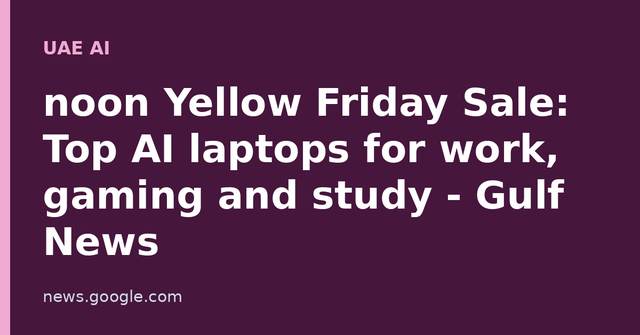 UAE AI
noon Yellow Friday Sale:
Top AI laptops for work,
gaming and study - Gulf
News
news.google.com